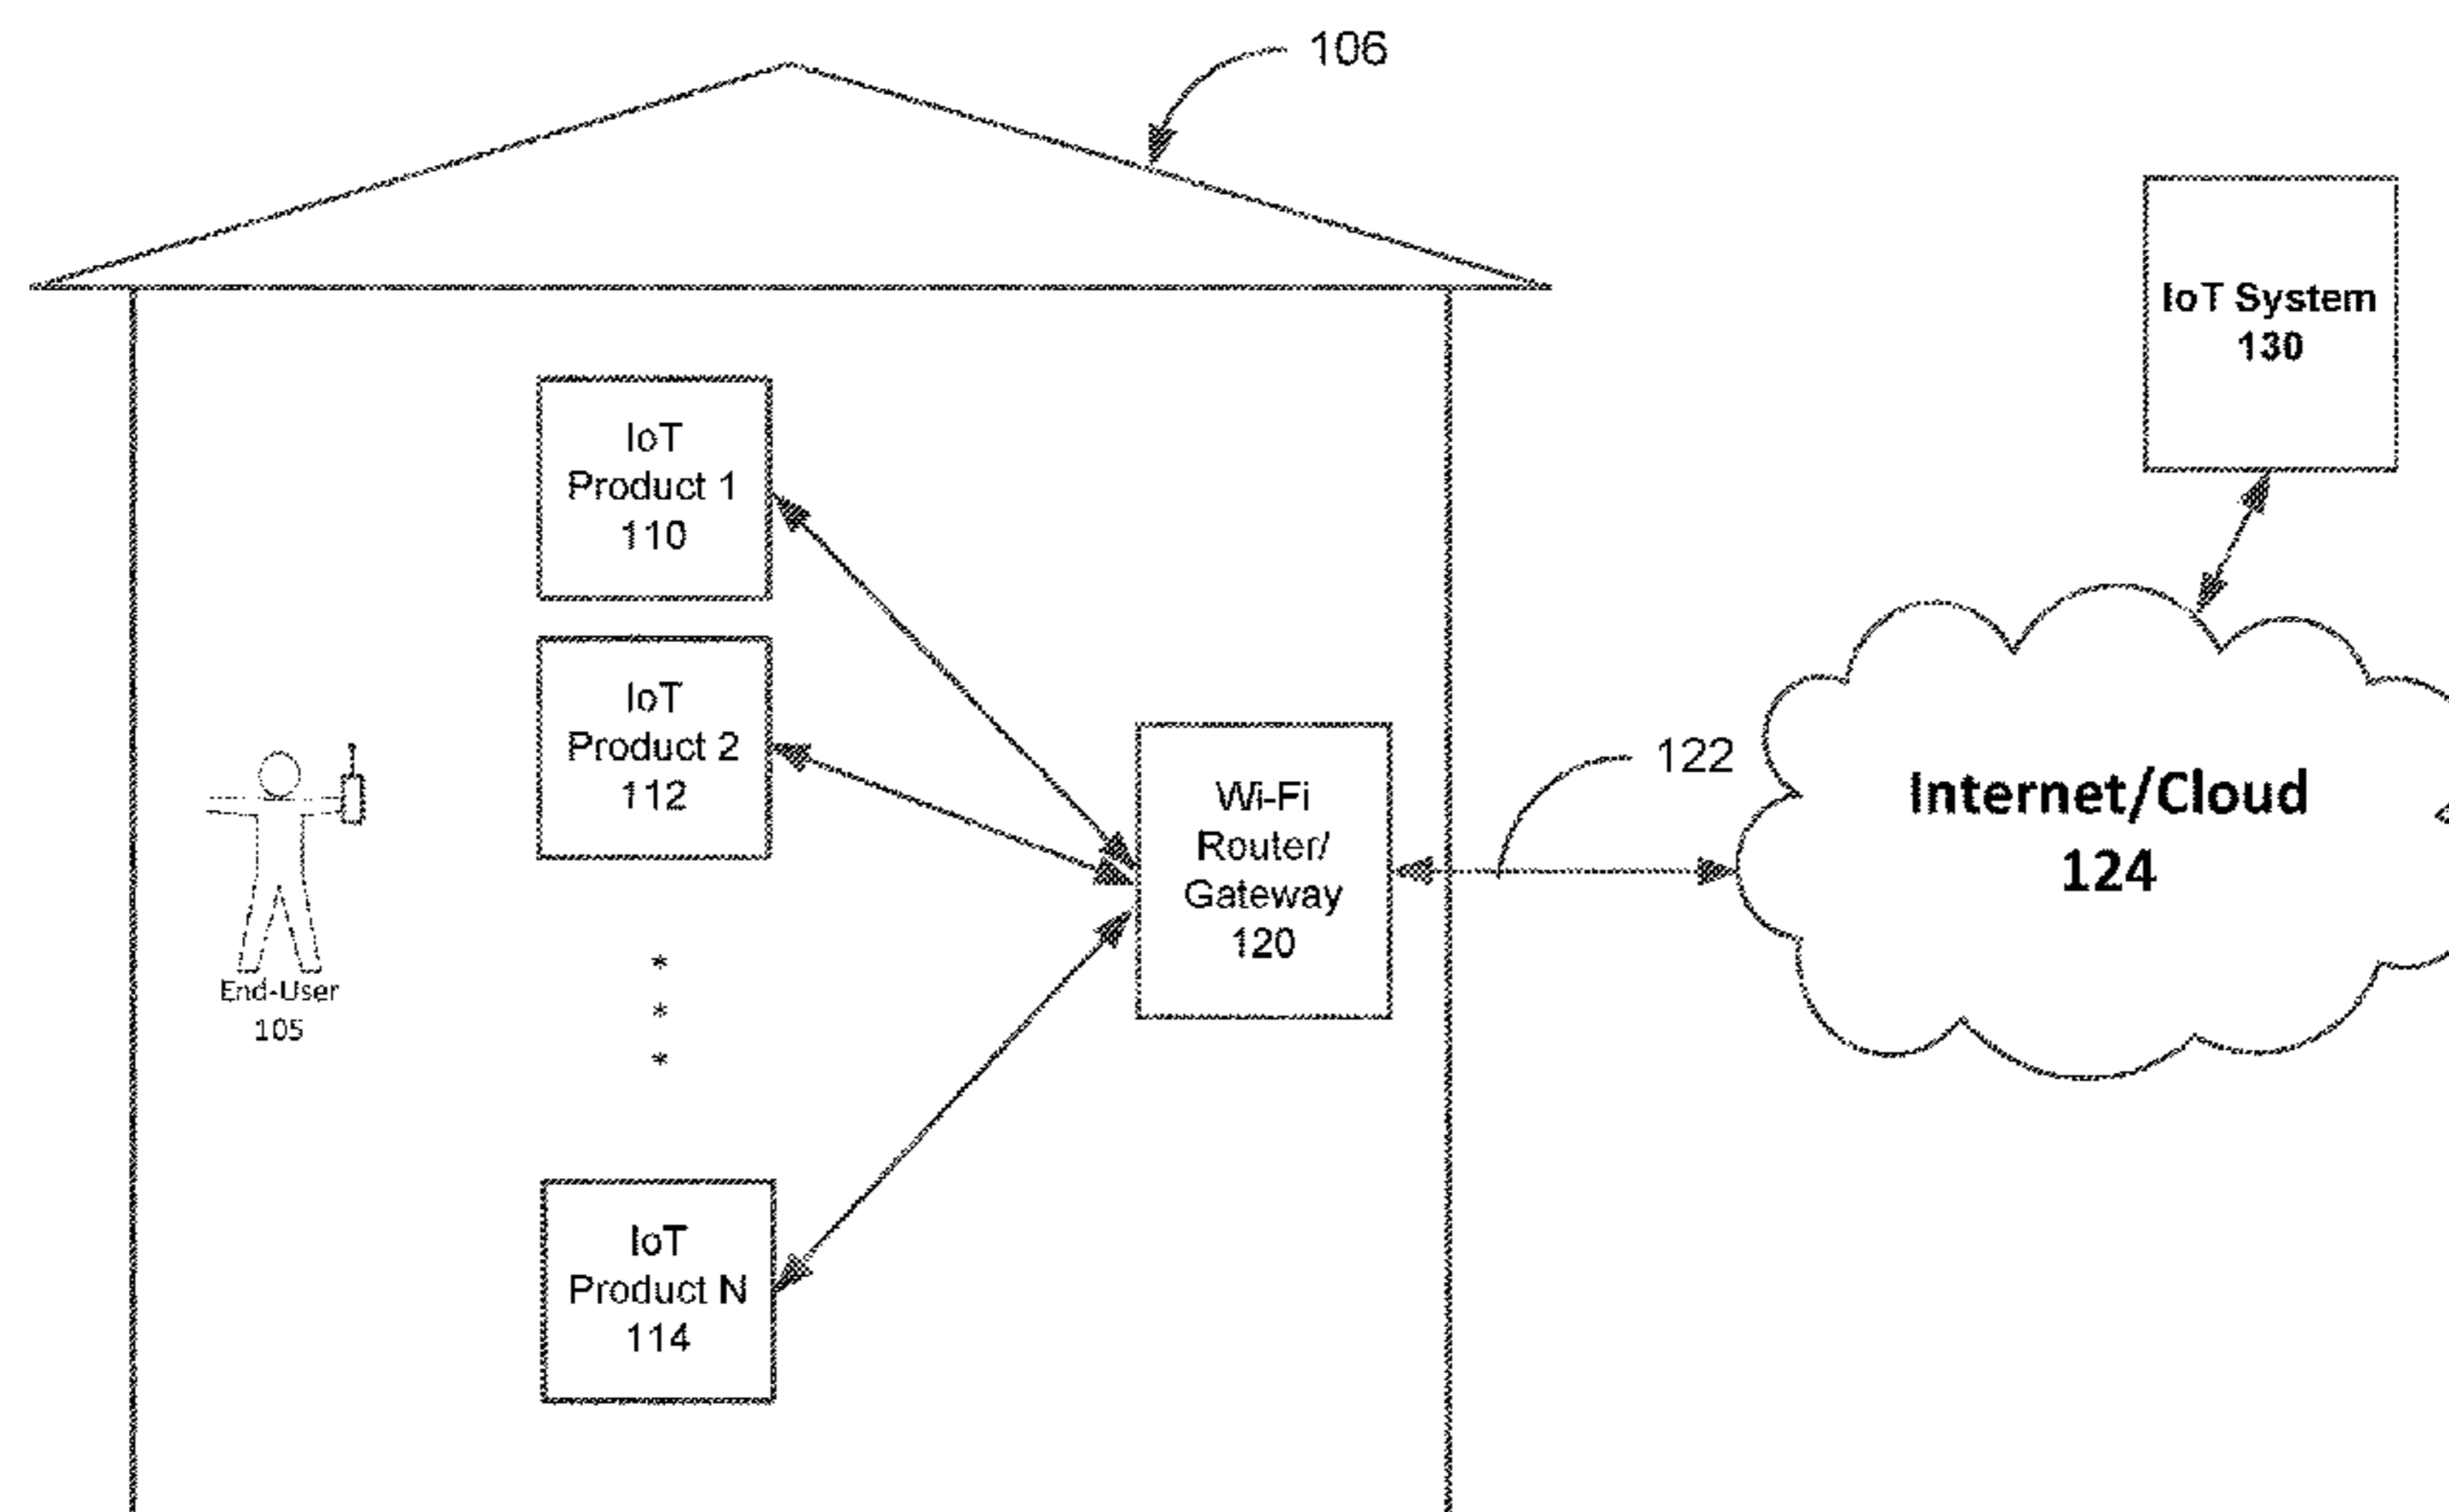 106
IoT System
130
IoT
Product 1
110
IoT
Product 2
112
Wi-Fi
Router/
Gateway
120
122
Internet/Cloud
124
End-User
105
*
*
*
IoT
Product N
114